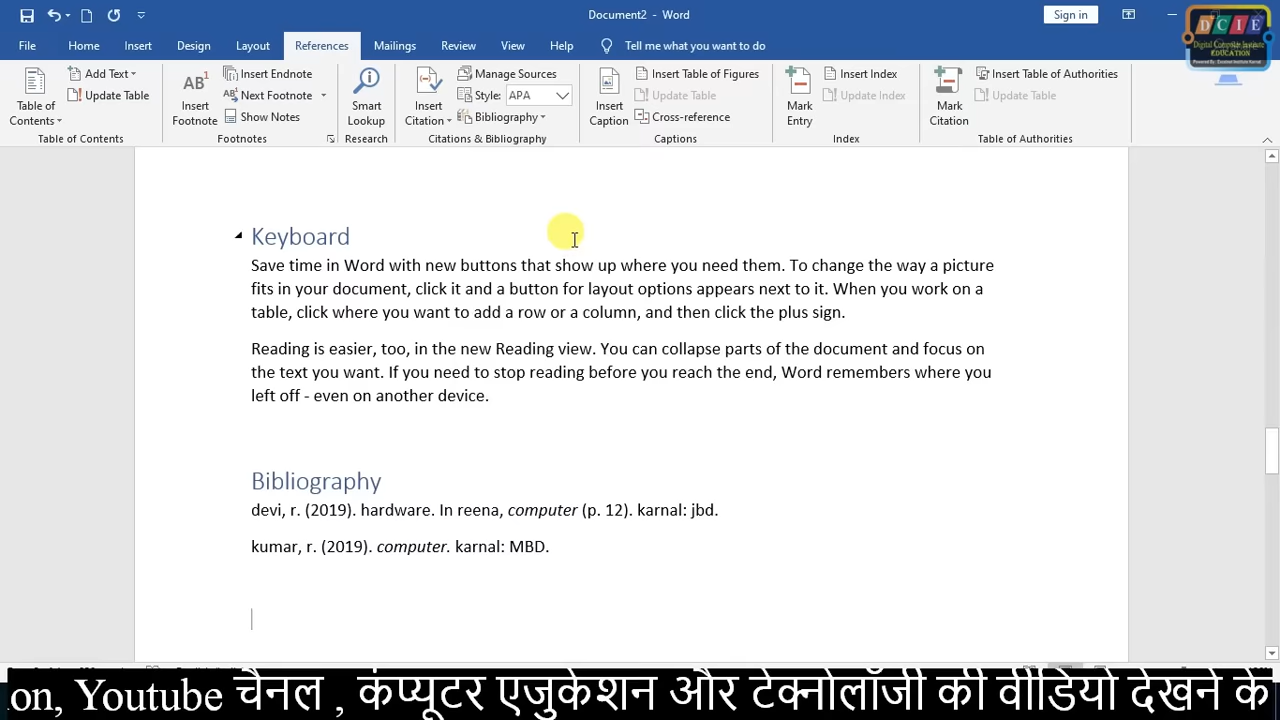 Document2 - Word
Sign in
File Home Insert Design Layout References Mailings Review View Help Tell me what you want to do
Table of Contents
Add Text
Update Table
Table of Contents
AB¹ Insert Footnote
Insert Endnote
Next Footnote
Show Notes
Footnotes
Smart Lookup
Research
Insert Citation
Manage Sources
Style: APA
Bibliography
Citations & Bibliography
Insert Caption
Insert Table of Figures
Update Table
Cross-reference
Captions
Mark Entry
Insert Index
Update Index
Index
Mark Citation
Insert Table of Authorities
Update Table
Table of Authorities
DCIE
Digital Computer Institute
EDUCATION
Keyboard
Save time in Word with new buttons that show up where you need them. To change the way a picture
fits in your document, click it and a button for layout options appears next to it. When you work on a
table, click where you want to add a row or a column, and then click the plus sign.
Reading is easier, too, in the new Reading view. You can collapse parts of the document and focus on
the text you want. If you need to stop reading before you reach the end, Word remembers where you
left off - even on another device.
Bibliography
devi, r. (2019). hardware. In reena, computer (p. 12). karnal: jbd.
kumar, r. (2019). computer. karnal: MBD.
on, Youtube चैनल , कंप्यूटर एजुकेशन और टेक्नोलॉजी की वीडियो देखने के